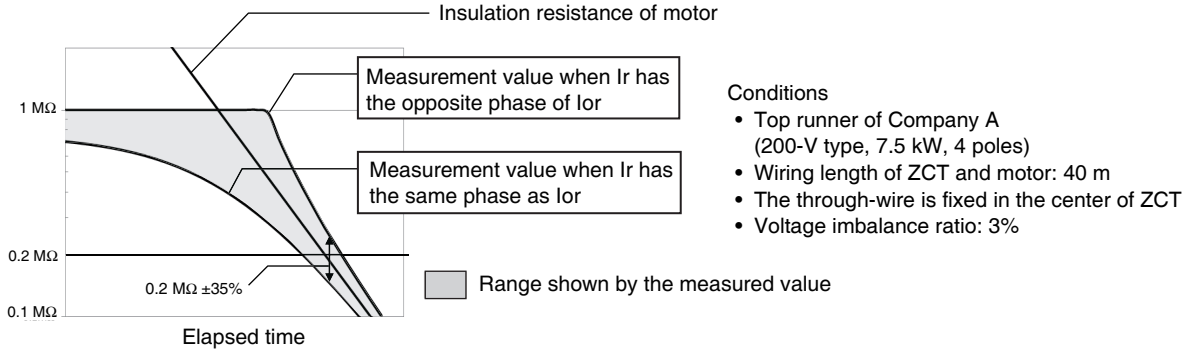 Insulation resistance of motor
Measurement value when Ir has
the opposite phase of Ior
1 MΩ
Measurement value when Ir has
the same phase as Ior
0.2 MΩ
0.2 MΩ ±35%
0.1 MΩ
Elapsed time
Range shown by the measured value
Conditions
• Top runner of Company A
(200-V type, 7.5 kW, 4 poles)
• Wiring length of ZCT and motor: 40 m
• The through-wire is fixed in the center of ZCT
• Voltage imbalance ratio: 3%